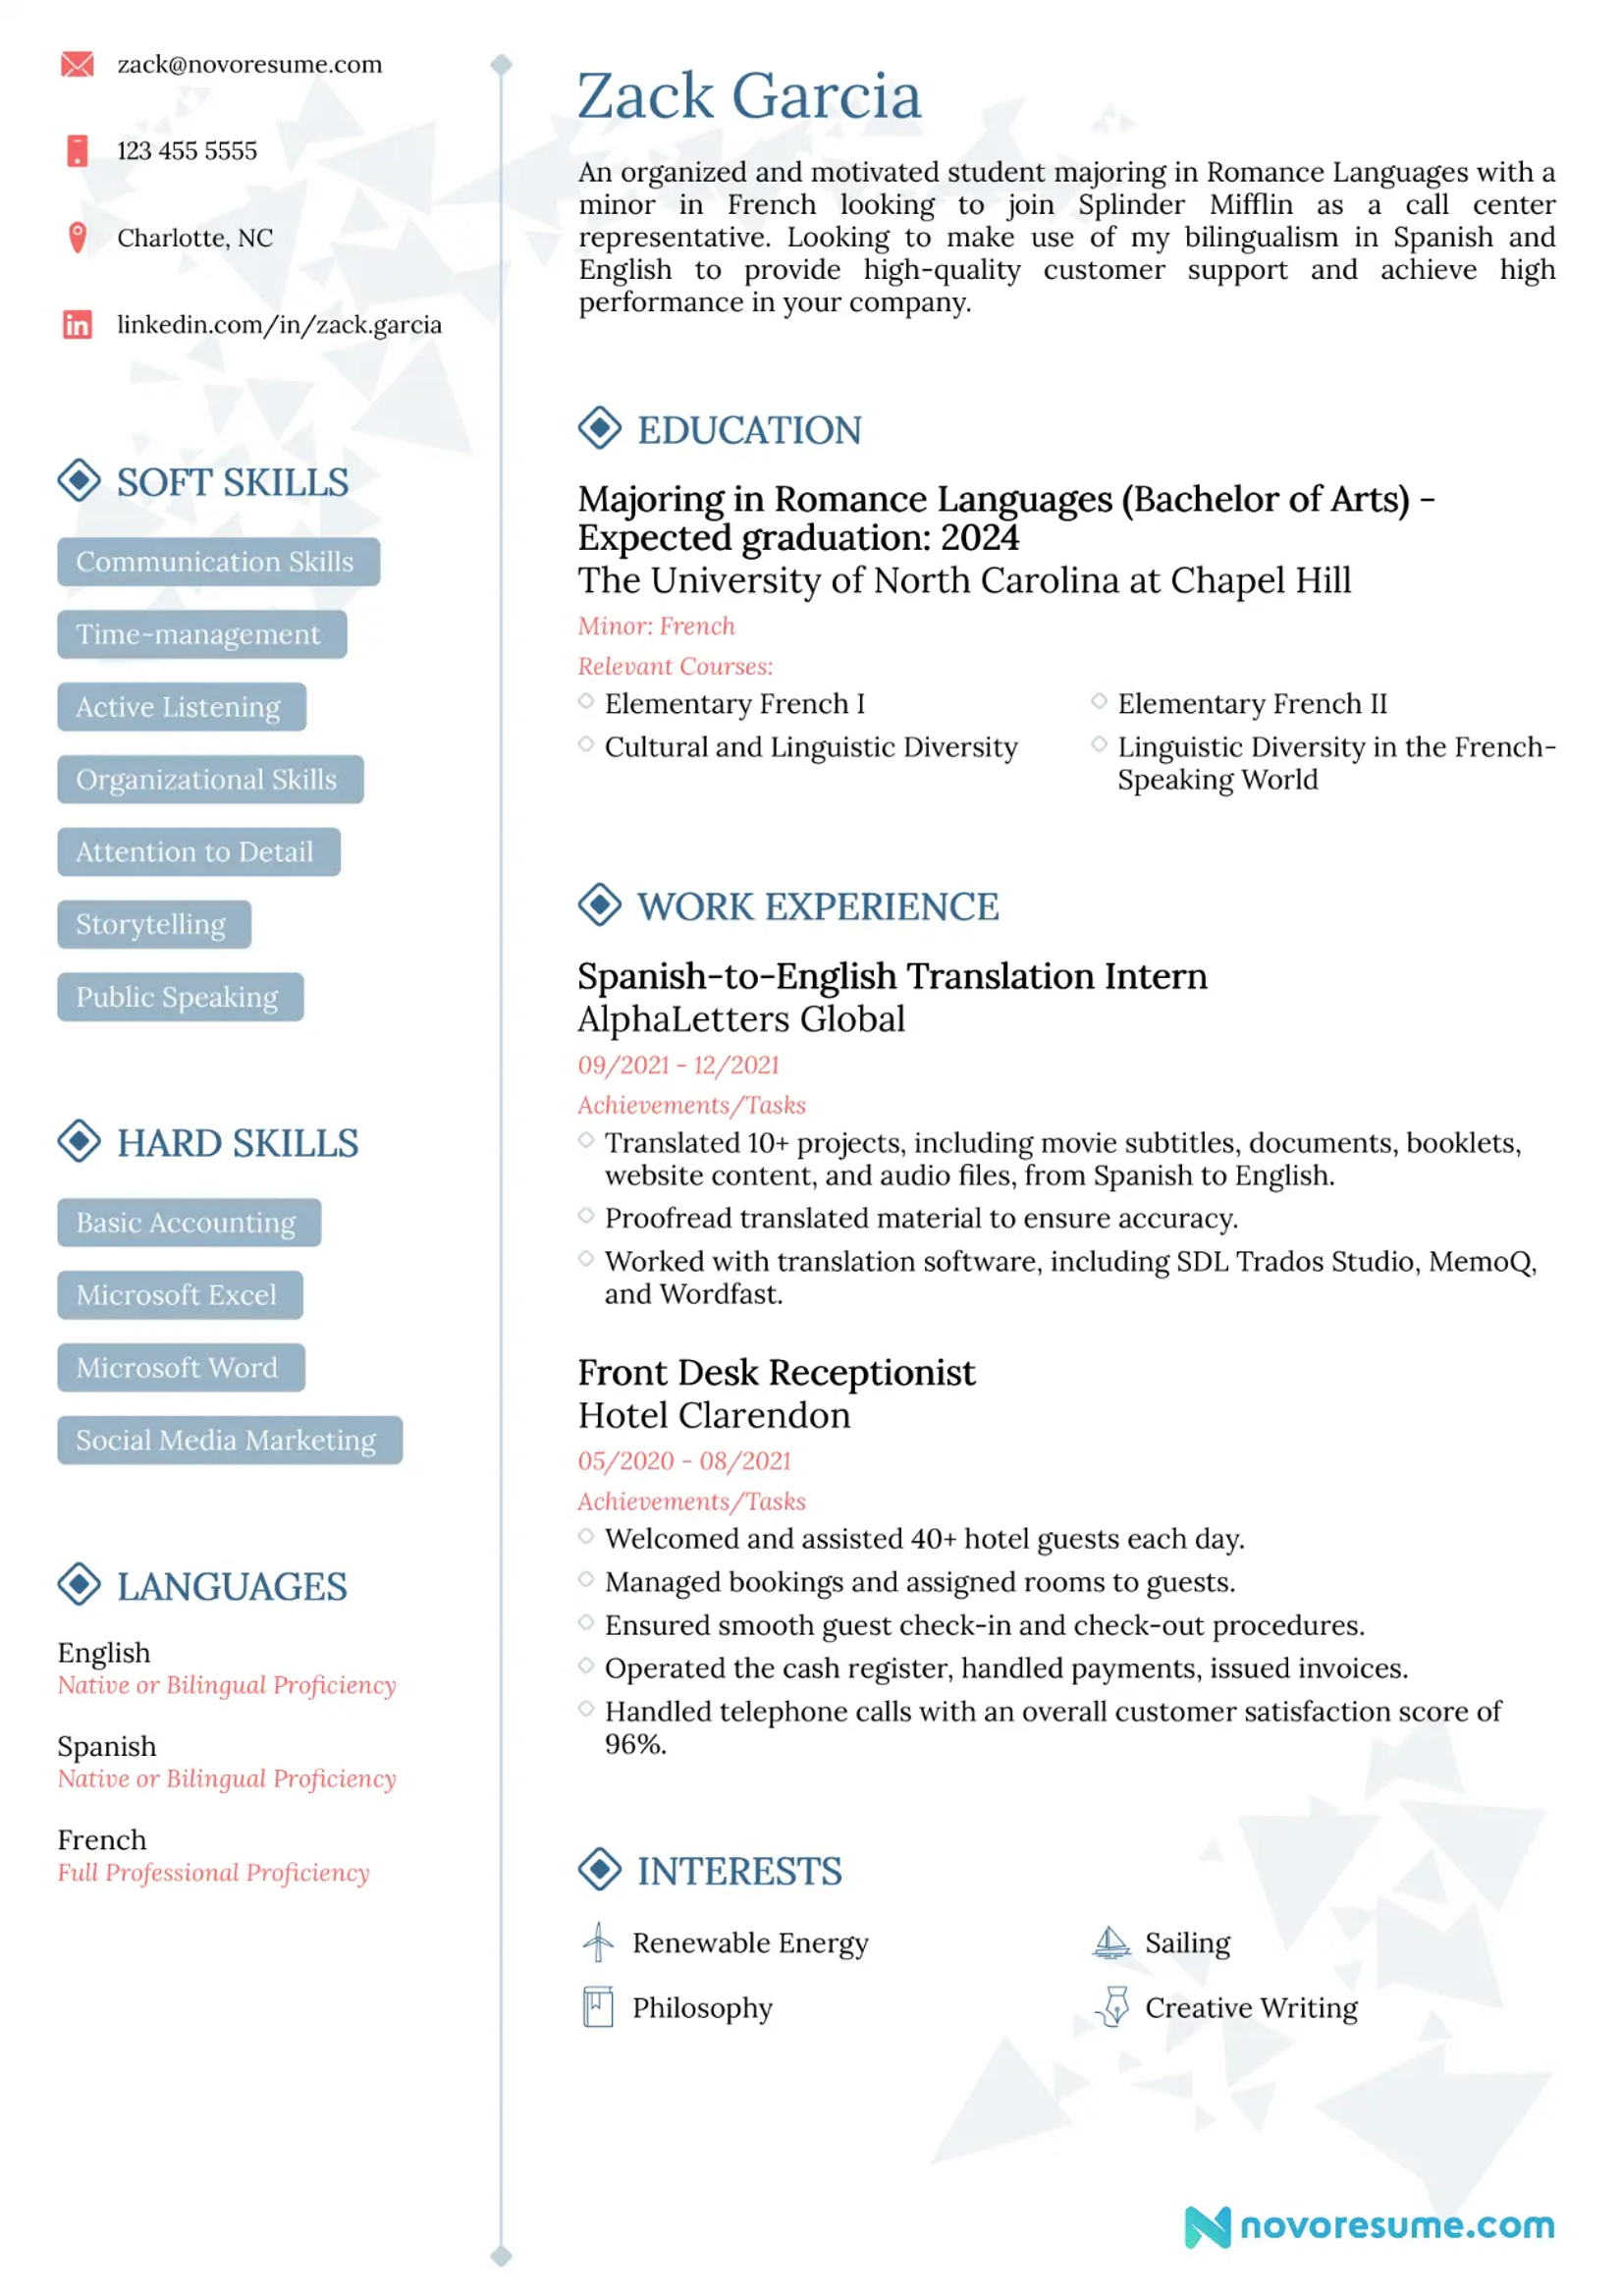 zack@novoresume.com
123 455 5555
Charlotte, NC
linkedin.com/in/zack.garcia
SOFT SKILLS
Communication Skills
Time-management
Active Listening
Organizational Skills
Attention to Detail
Storytelling
Public Speaking
HARD SKILLS
Basic Accounting
Microsoft Excel
Microsoft Word
Social Media Marketing
LANGUAGES
English
Native or Bilingual Proficiency
Spanish
Native or Bilingual Proficiency
French
Full Professional Proficiency
Zack Garcia
An organized and motivated student majoring in Romance Languages with a
minor in French looking to join Splinder Mifflin as a call center
representative. Looking to make use of my bilingualism in Spanish and
English to provide high-quality customer support and achieve high
performance in your company.
EDUCATION
Majoring in Romance Languages (Bachelor of Arts) -
Expected graduation: 2024
The University of North Carolina at Chapel Hill
Minor: French
Relevant Courses:
Elementary French I
Elementary French II
Cultural and Linguistic Diversity
Linguistic Diversity in the French-
Speaking World
WORK EXPERIENCE
Spanish-to-English Translation Intern
AlphaLetters Global
09/2021 - 12/2021
Achievements/Tasks
Translated 10+ projects, including movie subtitles, documents, booklets,
website content, and audio files, from Spanish to English.
Proofread translated material to ensure accuracy.
Worked with translation software, including SDL Trados Studio, MemoQ,
and Wordfast.
Front Desk Receptionist
Hotel Clarendon
05/2020 - 08/2021
Achievements/Tasks
Welcomed and assisted 40+ hotel guests each day.
Managed bookings and assigned rooms to guests.
Ensured smooth guest check-in and check-out procedures.
Operated the cash register, handled payments, issued invoices.
Handled telephone calls with an overall customer satisfaction score of
96%.
INTERESTS
Renewable Energy
Sailing
Philosophy
Creative Writing
novoresume.com